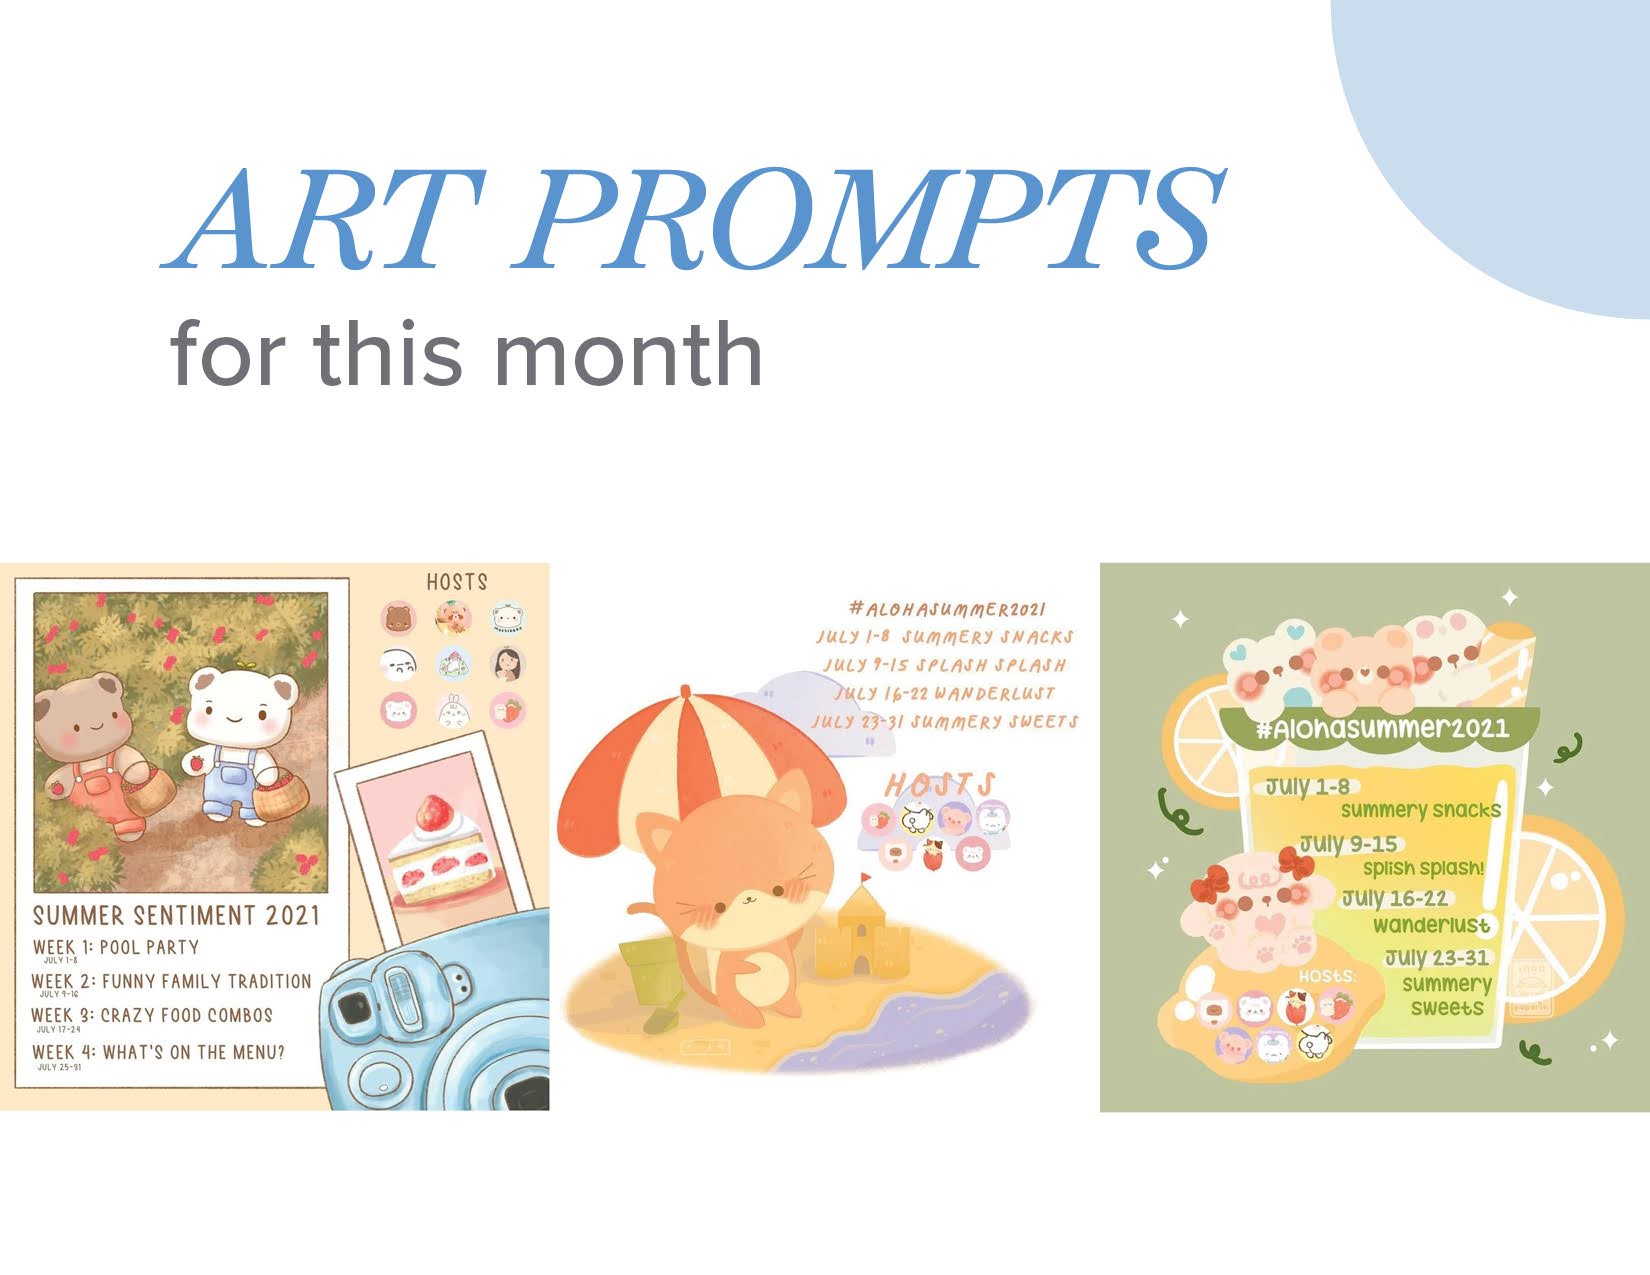 ART PROMPTS
for this month
HOSTS
SUMMER SENTIMENT 2021
WEEK 1: POOL PARTY
JULY 1-8
WEEK 2: FUNNY FAMILY TRADITION
JULY 9-16
WEEK 3: CRAZY FOOD COMBOS
JULY 17-24
WEEK 4: WHAT'S ON THE MENU?
JULY 25-31
#ALOHASUMMER2021
JULY 1-8 SUMMERY SNACKS
JULY 9-15 SPLASH SPLASH
JULY 16-22 WANDERLUST
JULY 23-31 SUMMERY SWEETS
HOSTS
#Alohasummer2021
July 1-8
summery snacks
July 9-15
splish splash!
July 16-22
wanderlust
July 23-31
summery
sweets
HOSTS: